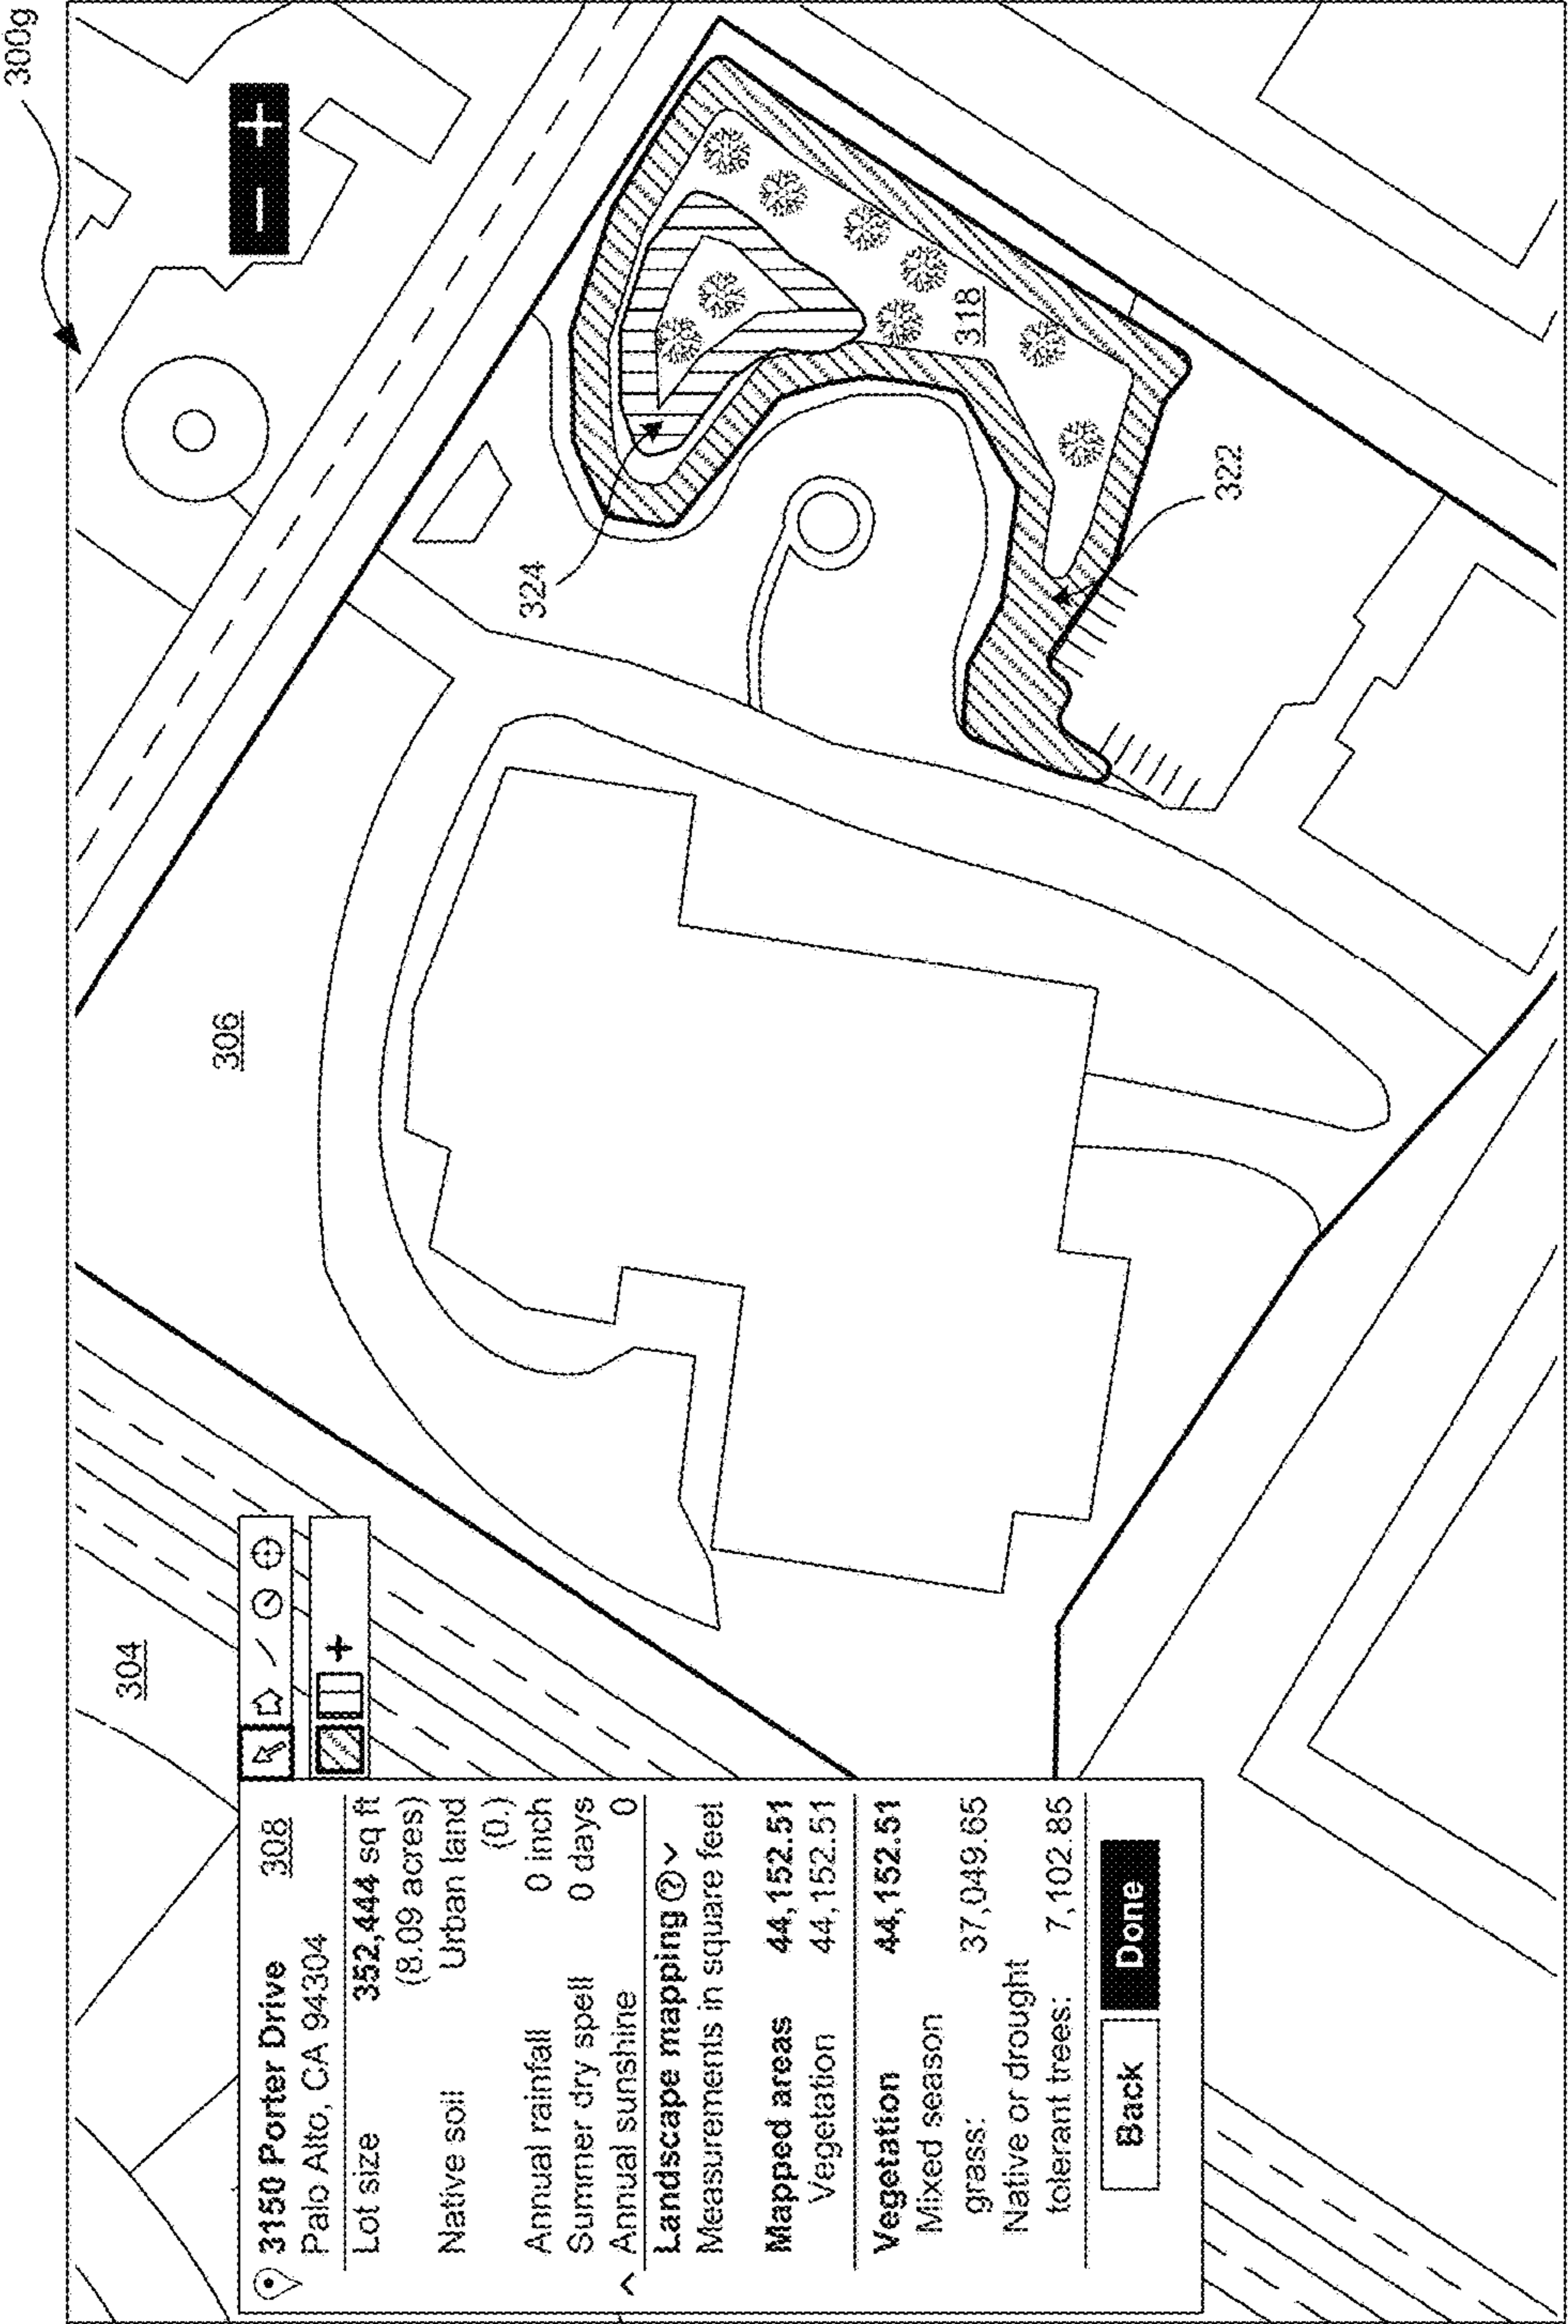 300g
304
308
3150 Porter Drive
Palo Alto, CA 94304
Lot size 352,444 sq ft
(8.09 acres)
Native soil Urban land
(0.)
Annual rainfall 0 inch
Summer dry spell 0 days
Annual sunshine 0
Landscape mapping ?
Measurements in square feet
Mapped areas 44,152.51
Vegetation 44,152.51
Vegetation 44,152.51
Mixed season
grass: 37,049.65
Native or drought
tolerant trees: 7,102.85
Back Done
306
324
318
322